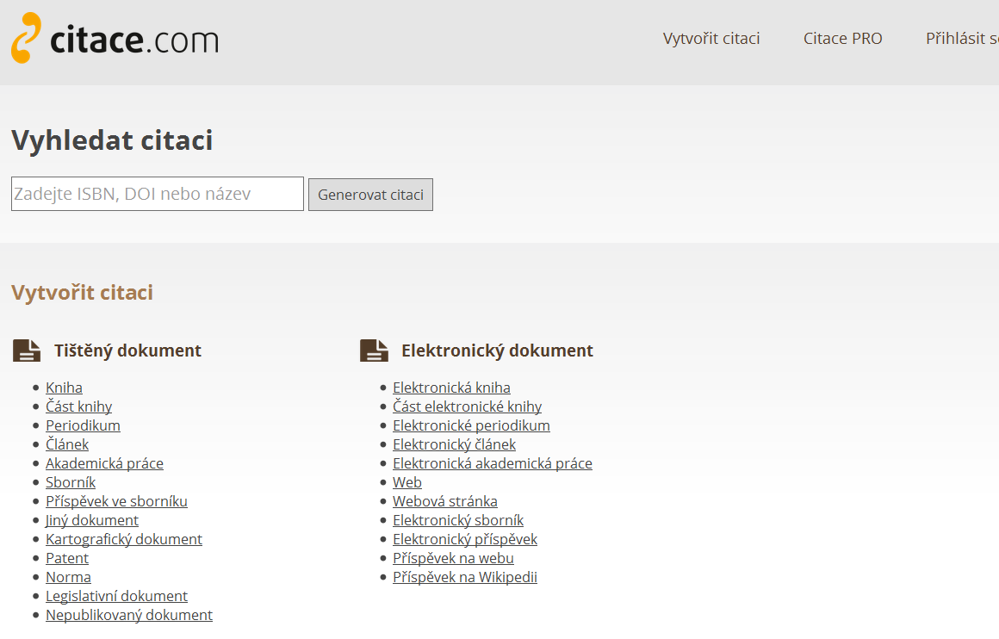 citace.com
Vytvořit citaci
Citace PRO
Přihlásit s
Vyhledat citaci
Zadejte ISBN, DOI nebo název
Generovat citaci
Vytvořit citaci
Tištěný dokument
Kniha
Část knihy
Periodikum
Článek
Akademická práce
Sborník
Příspěvek ve sborníku
Jiný dokument
Kartografický dokument
Patent
Norma
Legislativní dokument
Nepublikovaný dokument
Elektronický dokument
Elektronická kniha
Část elektronické knihy
Elektronické periodikum
Elektronický článek
Elektronická akademická práce
Web
Webová stránka
Elektronický sborník
Elektronický příspěvek
Příspěvek na webu
Příspěvek na Wikipedii